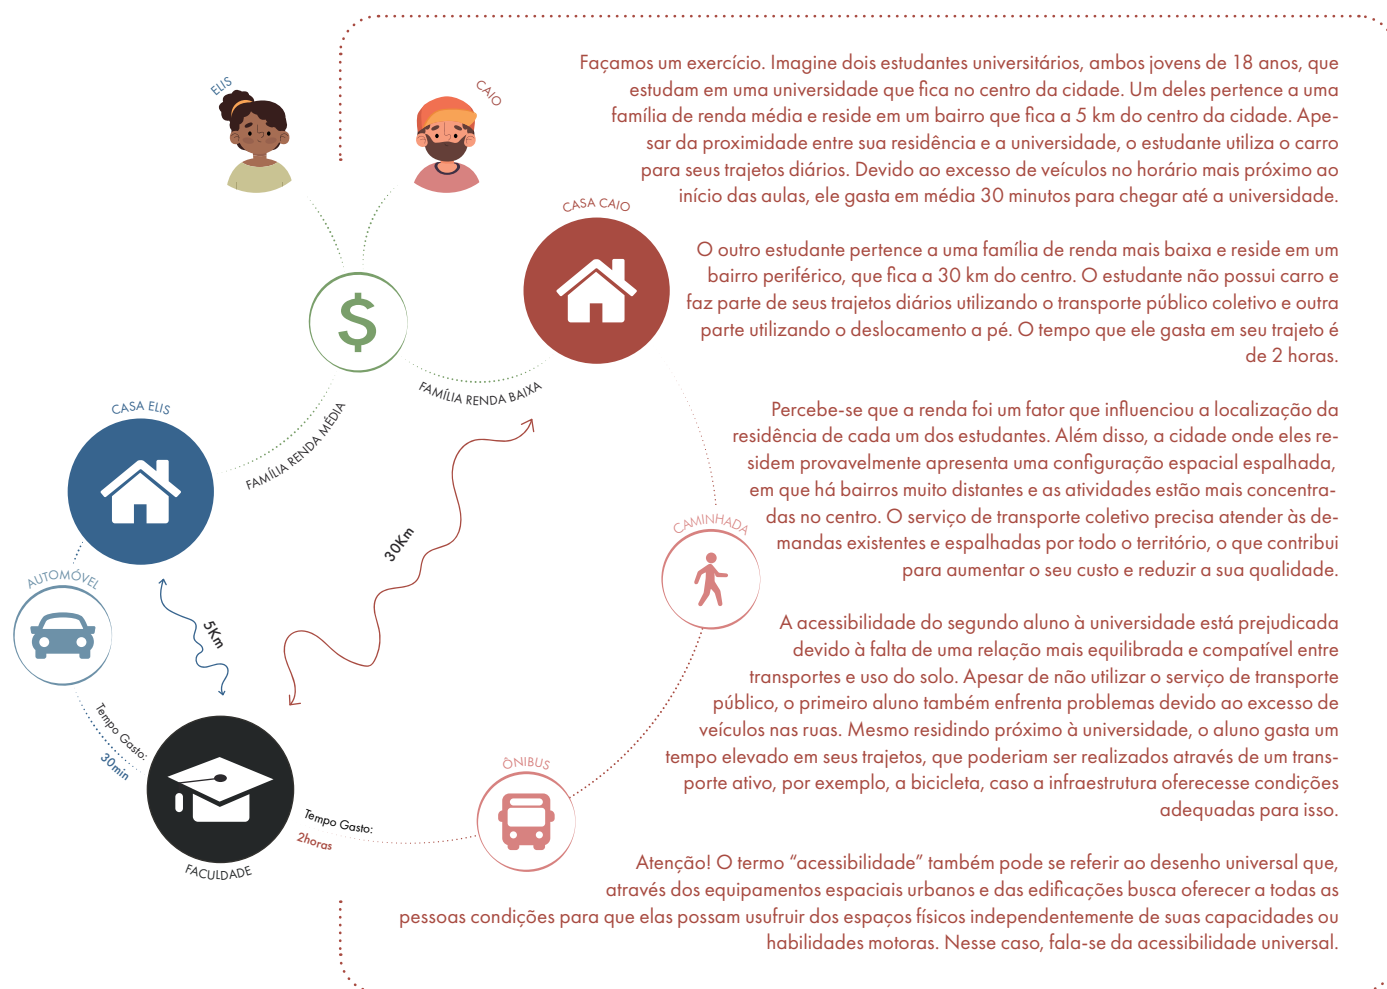 ELIS
CAIO
CASA CAIO
$
FAMÍLIA RENDA BAIXA
FAMÍLIA RENDA MÉDIA
CASA ELIS
30Km
CAMINHADA
AUTOMÓVEL
5Km
Tempo Gasto:
30min
ÔNIBUS
Tempo Gasto:
2horas
FACULDADE
Façamos um exercício. Imagine dois estudantes universitários, ambos jovens de 18 anos, que
estudam em uma universidade que fica no centro da cidade. Um deles pertence a uma
família de renda média e reside em um bairro que fica a 5 km do centro da cidade. Ape-
sar da proximidade entre sua residência e a universidade, o estudante utiliza o carro
para seus trajetos diários. Devido ao excesso de veículos no horário mais próximo ao
início das aulas, ele gasta em média 30 minutos para chegar até a universidade.
O outro estudante pertence a uma família de renda mais baixa e reside em um
bairro periférico, que fica a 30 km do centro. O estudante não possui carro e
faz parte de seus trajetos diários utilizando o transporte público coletivo e outra
parte utilizando o deslocamento a pé. O tempo que ele gasta em seu trajeto é
de 2 horas.
Percebe-se que a renda foi um fator que influenciou a localização da
residência de cada um dos estudantes. Além disso, a cidade onde eles re-
sidem provavelmente apresenta uma configuração espacial espalhada,
em que há bairros muito distantes e as atividades estão mais concentra-
das no centro. O serviço de transporte coletivo precisa atender às de-
mandas existentes e espalhadas por todo o território, o que contribui
para aumentar o seu custo e reduzir a sua qualidade.
A acessibilidade do segundo aluno à universidade está prejudicada
devido à falta de uma relação mais equilibrada e compatível entre
transportes e uso do solo. Apesar de não utilizar o serviço de transporte
público, o primeiro aluno também enfrenta problemas devido ao excesso de
veículos nas ruas. Mesmo residindo próximo à universidade, o aluno gasta um
tempo elevado em seus trajetos, que poderiam ser realizados através de um trans-
porte ativo, por exemplo, a bicicleta, caso a infraestrutura oferecesse condições
adequadas para isso.
Atenção! O termo “acessibilidade” também pode se referir ao desenho universal que,
através dos equipamentos espaciais urbanos e das edificações busca oferecer a todas as
pessoas condições para que elas possam usufruir dos espaços físicos independentemente de suas capacidades ou
habilidades motoras. Nesse caso, fala-se da acessibilidade universal.